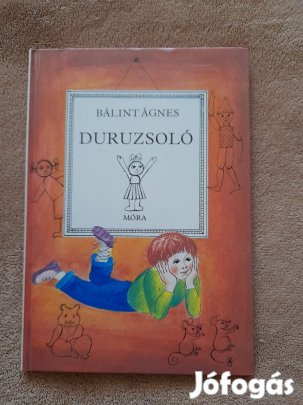 BÁLINT ÁGNES
DURUZSOLÓ
MÓRA
Jófogás